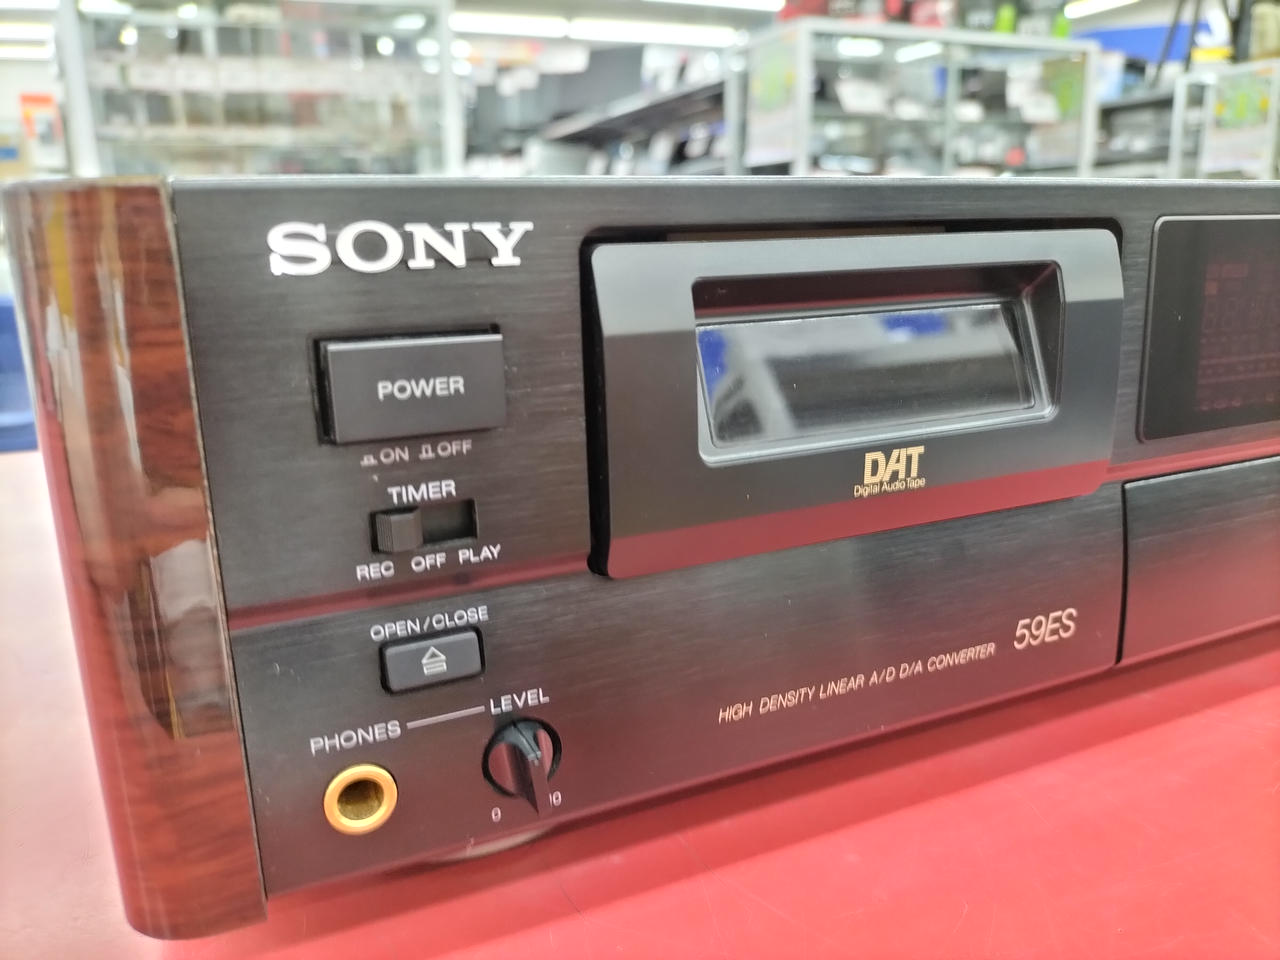 SONY
POWER
ON OFF
TIMER
REC OFF PLAY
OPEN/CLOSE
PHONES LEVEL
0 10
DAT
Digital Audio Tape
HIGH DENSITY LINEAR A/D D/A CONVERTER 59ES